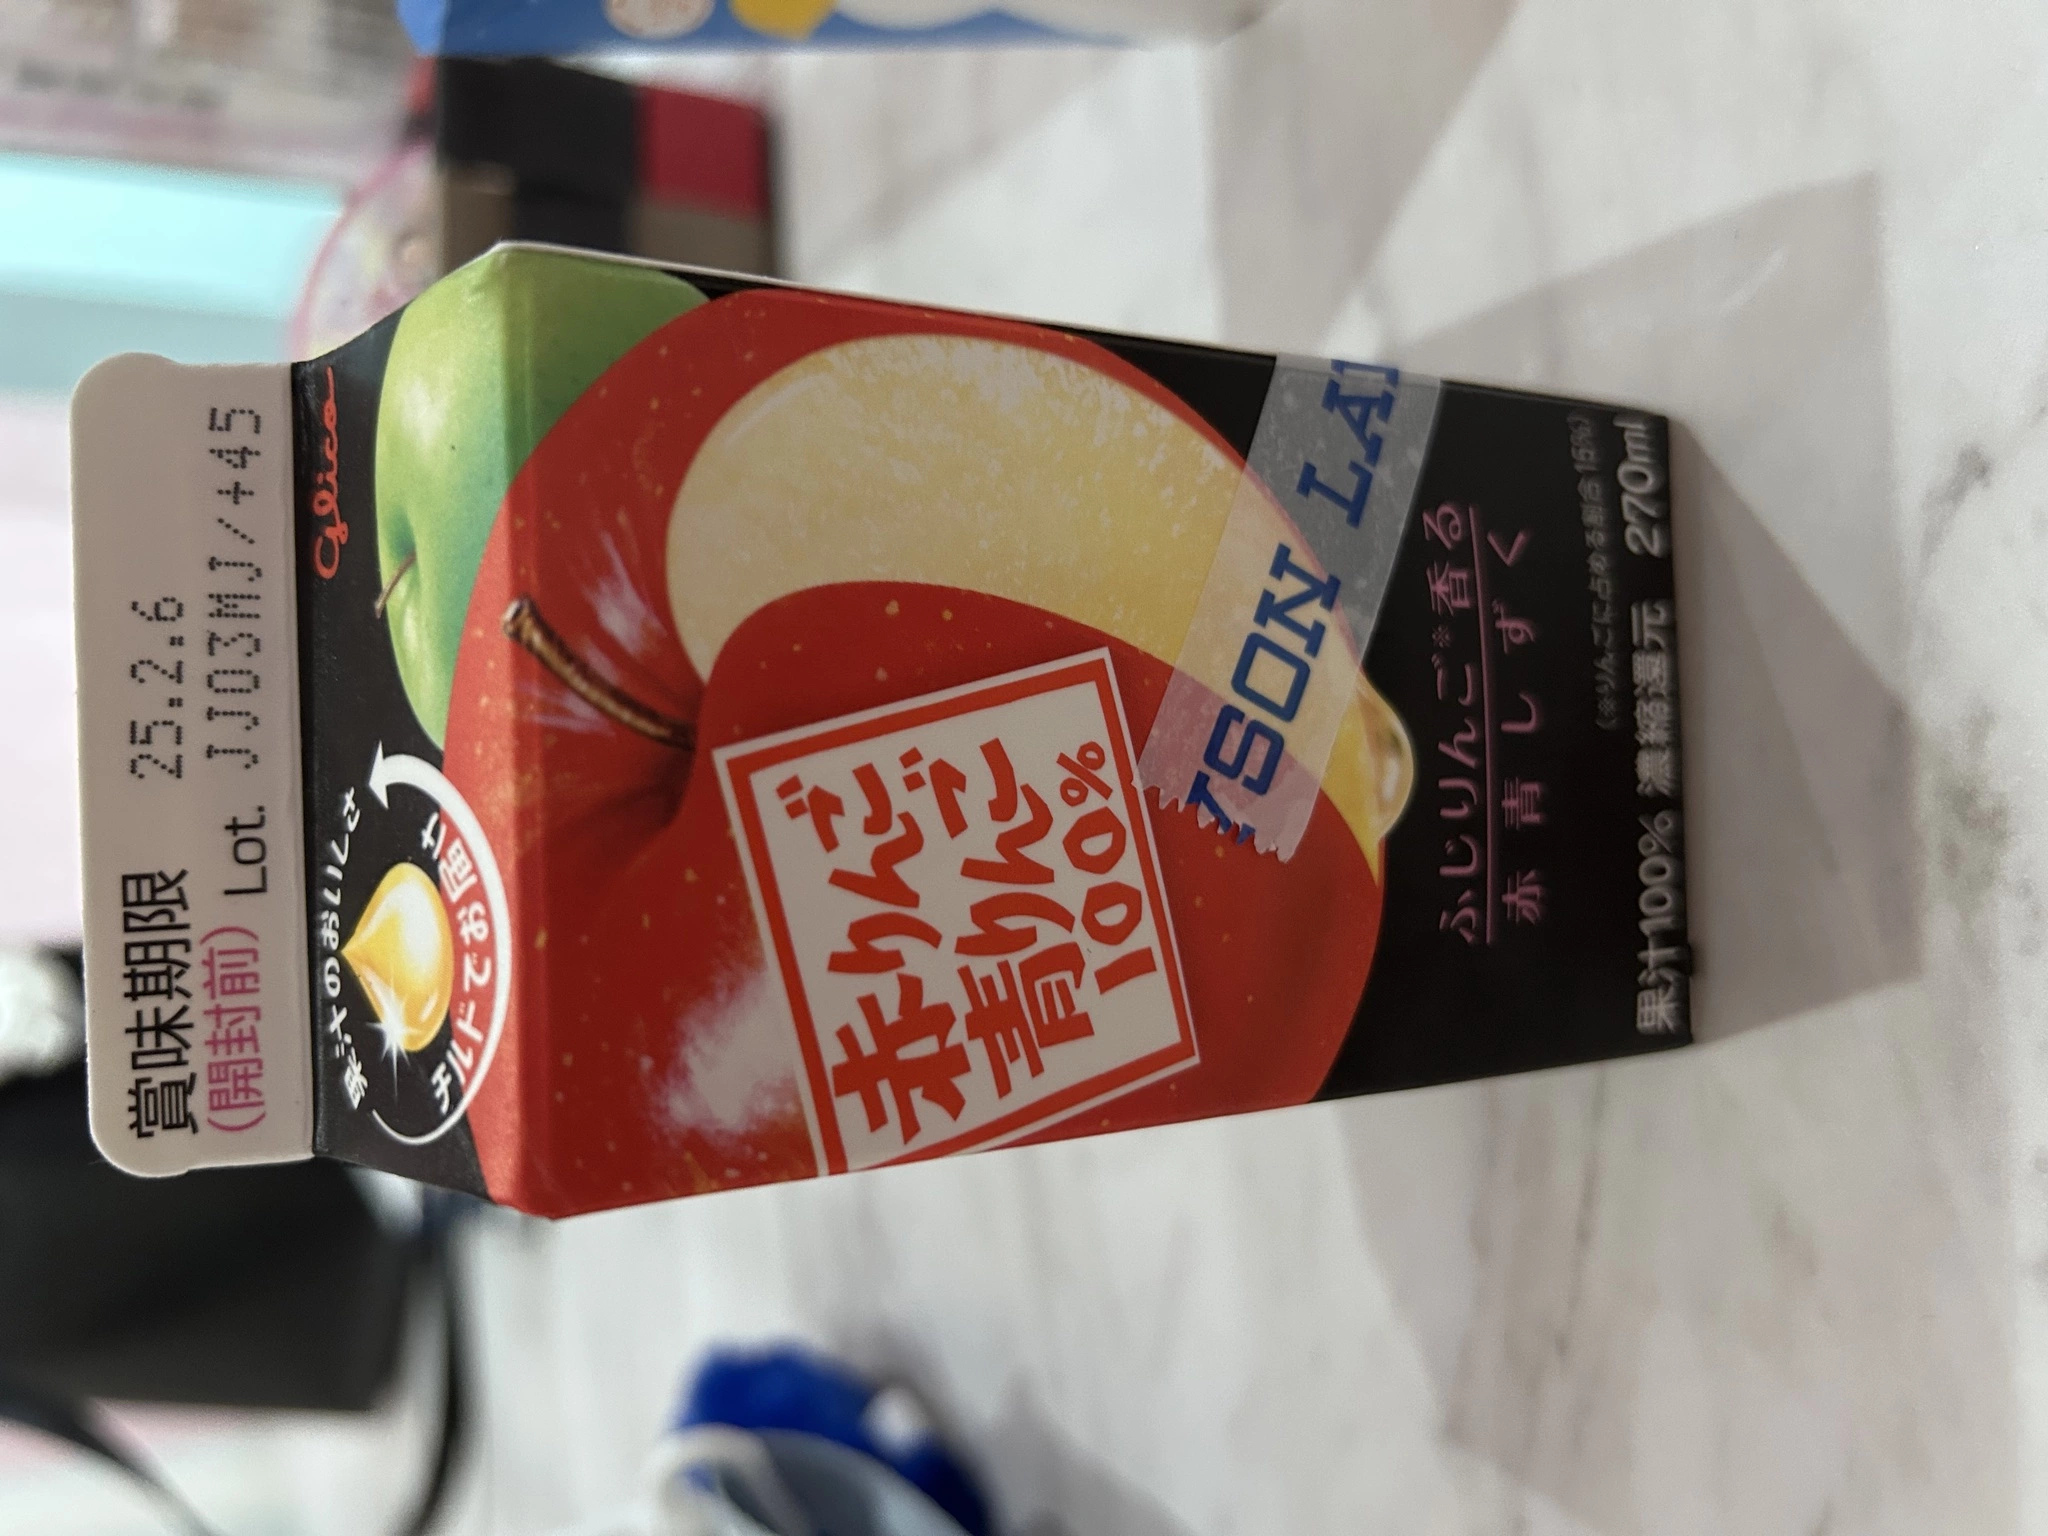 賞味期限 25.2.6
(開封前) Lot. JJ03MJ/+45
Glico
果汁のおいしさ
チルドでお届け
赤りんご
青りんご
100%
YSON LA
ふじりんご※香る
赤青しずく
(※りんごに占める割合15%)
果汁100% 濃縮還元 270ml